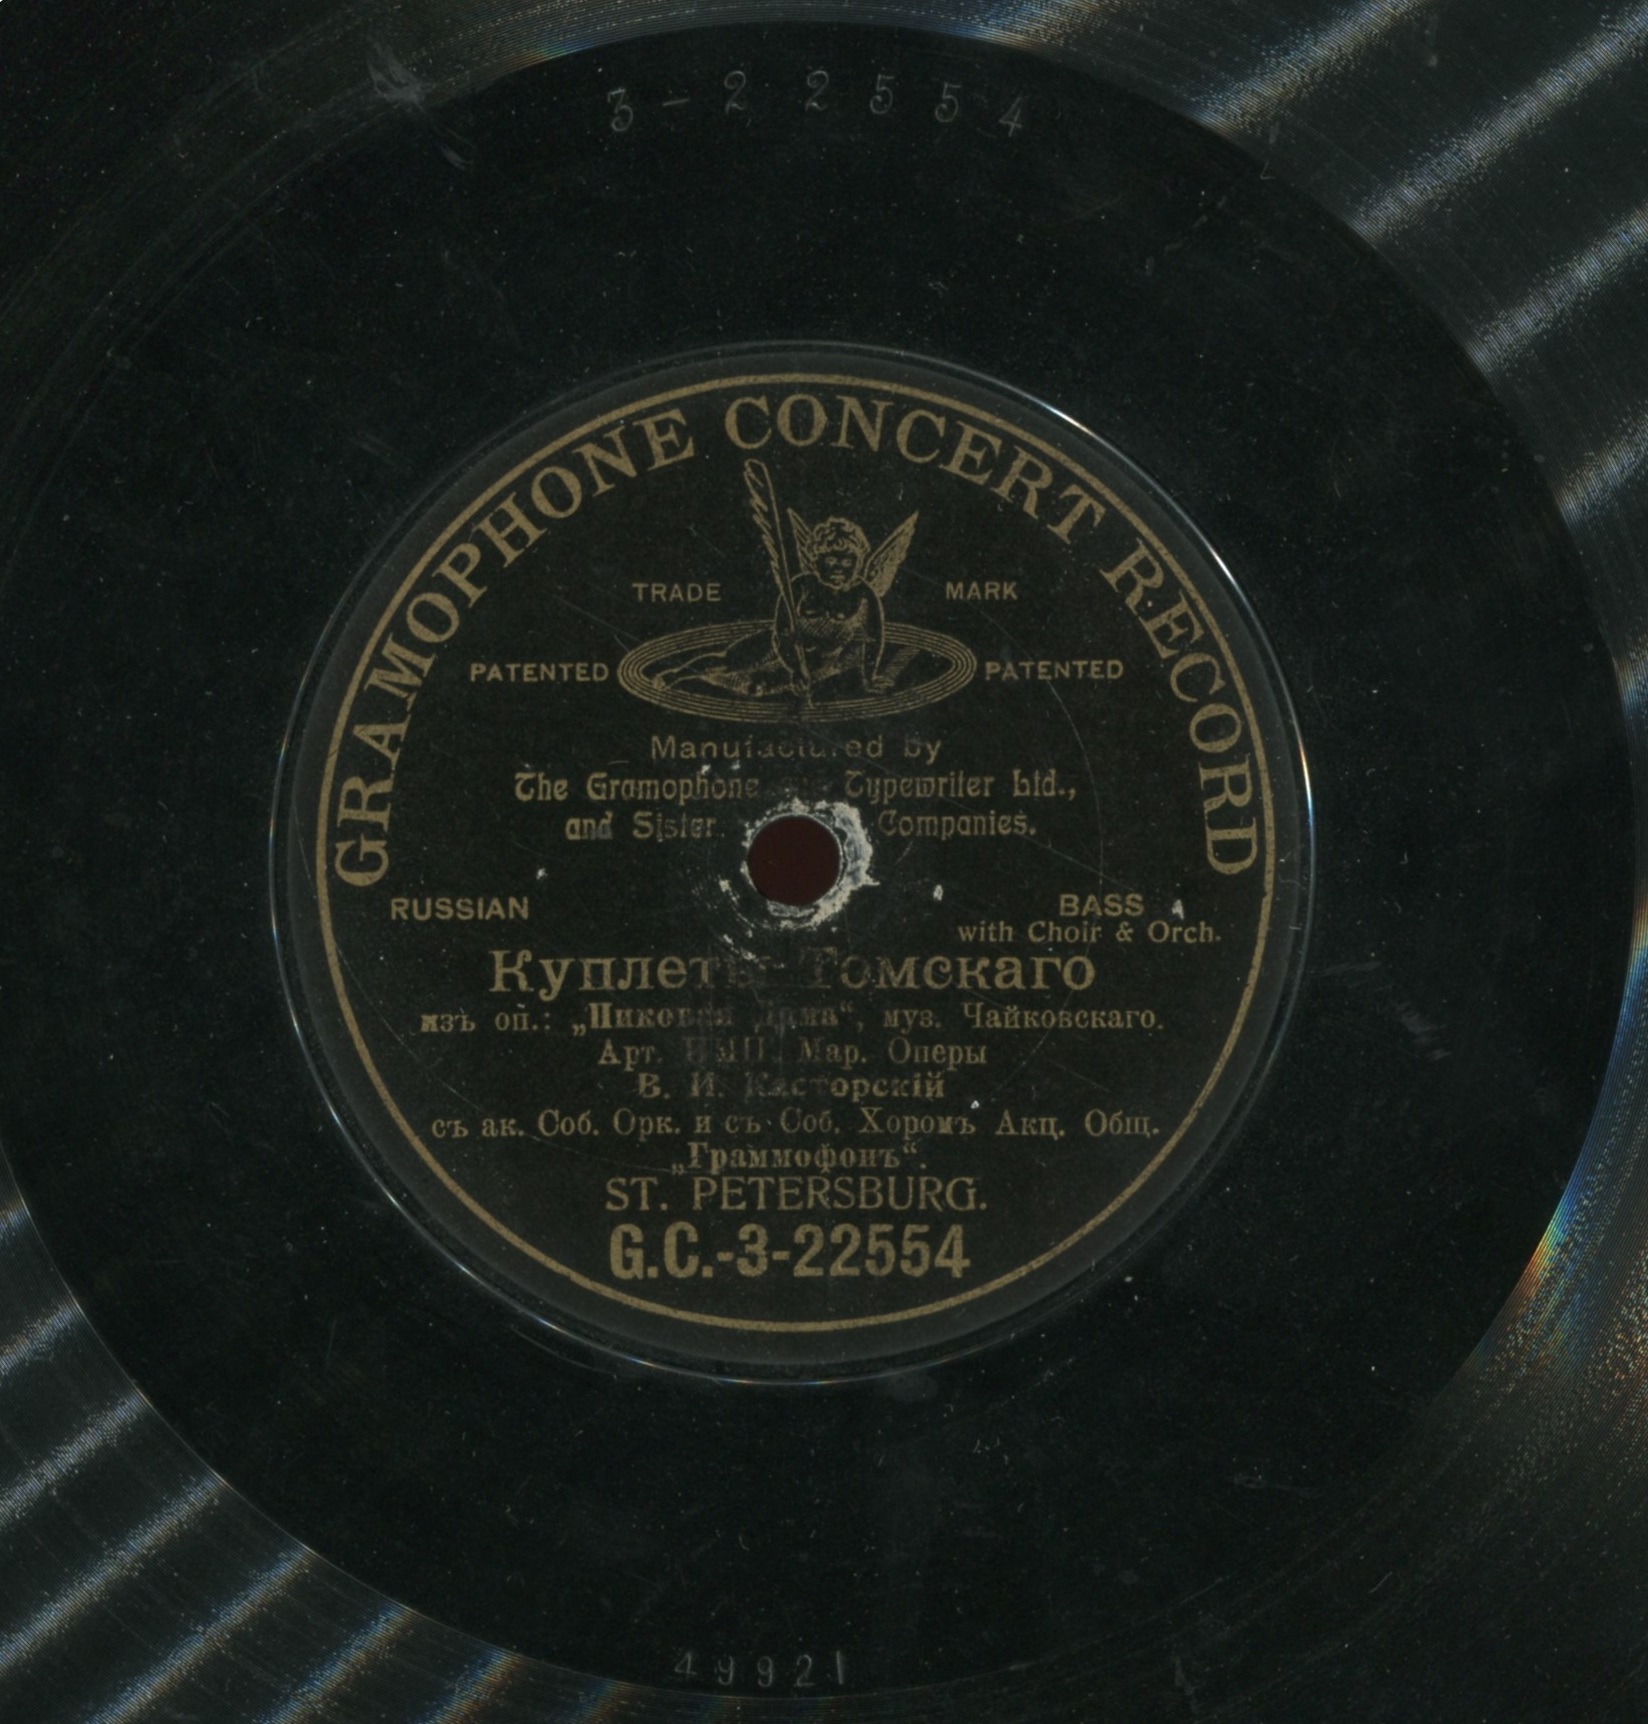 3-22554
GRAMOPHONE CONCERT RECORD
TRADE MARK
PATENTED PATENTED
Manufactured by
The Gramophone Typewriter Ltd.,
and Sister Companies.
RUSSIAN
BASS
with Choir & Orch.
Куплеты Томскаго
изъ оп.: „Пиковая Дама“, муз. Чайковскаго.
Арт. ИМП. Мар. Оперы
В. И. Касторскій
съ ак. Соб. Орк. и съ Соб. Хоромъ Акц. Общ.
„Граммофонъ“.
ST. PETERSBURG.
G.C.-3-22554
49921